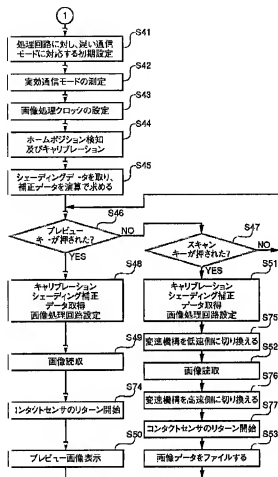 1
S41
処理回路に対し、遅い通信
モードに対応する初期設定
S42
実効通信モードの測定
S43
画像処理クロックの設定
S44
ホームポジション検知
及びキャリブレーション
S45
シェーディングデータを取り、
補正データを演算で求める
S46
プレビュー
キーが押された?
NO
YES
S47
スキャン
キーが押された?
NO
YES
S48
キャリブレーション
シェーディング補正
データ取得
画像処理回路設定
S51
キャリブレーション
シェーディング補正
データ取得
画像処理回路設定
S49
画像読取
S75
変速機構を低速側に切り換える
S52
画像読取
S74
コンタクトセンサのリターン開始
S76
変速機構を高速側に切り換える
S77
コンタクトセンサのリターン開始
S50
プレビュー画像表示
S53
画像データをファイルする